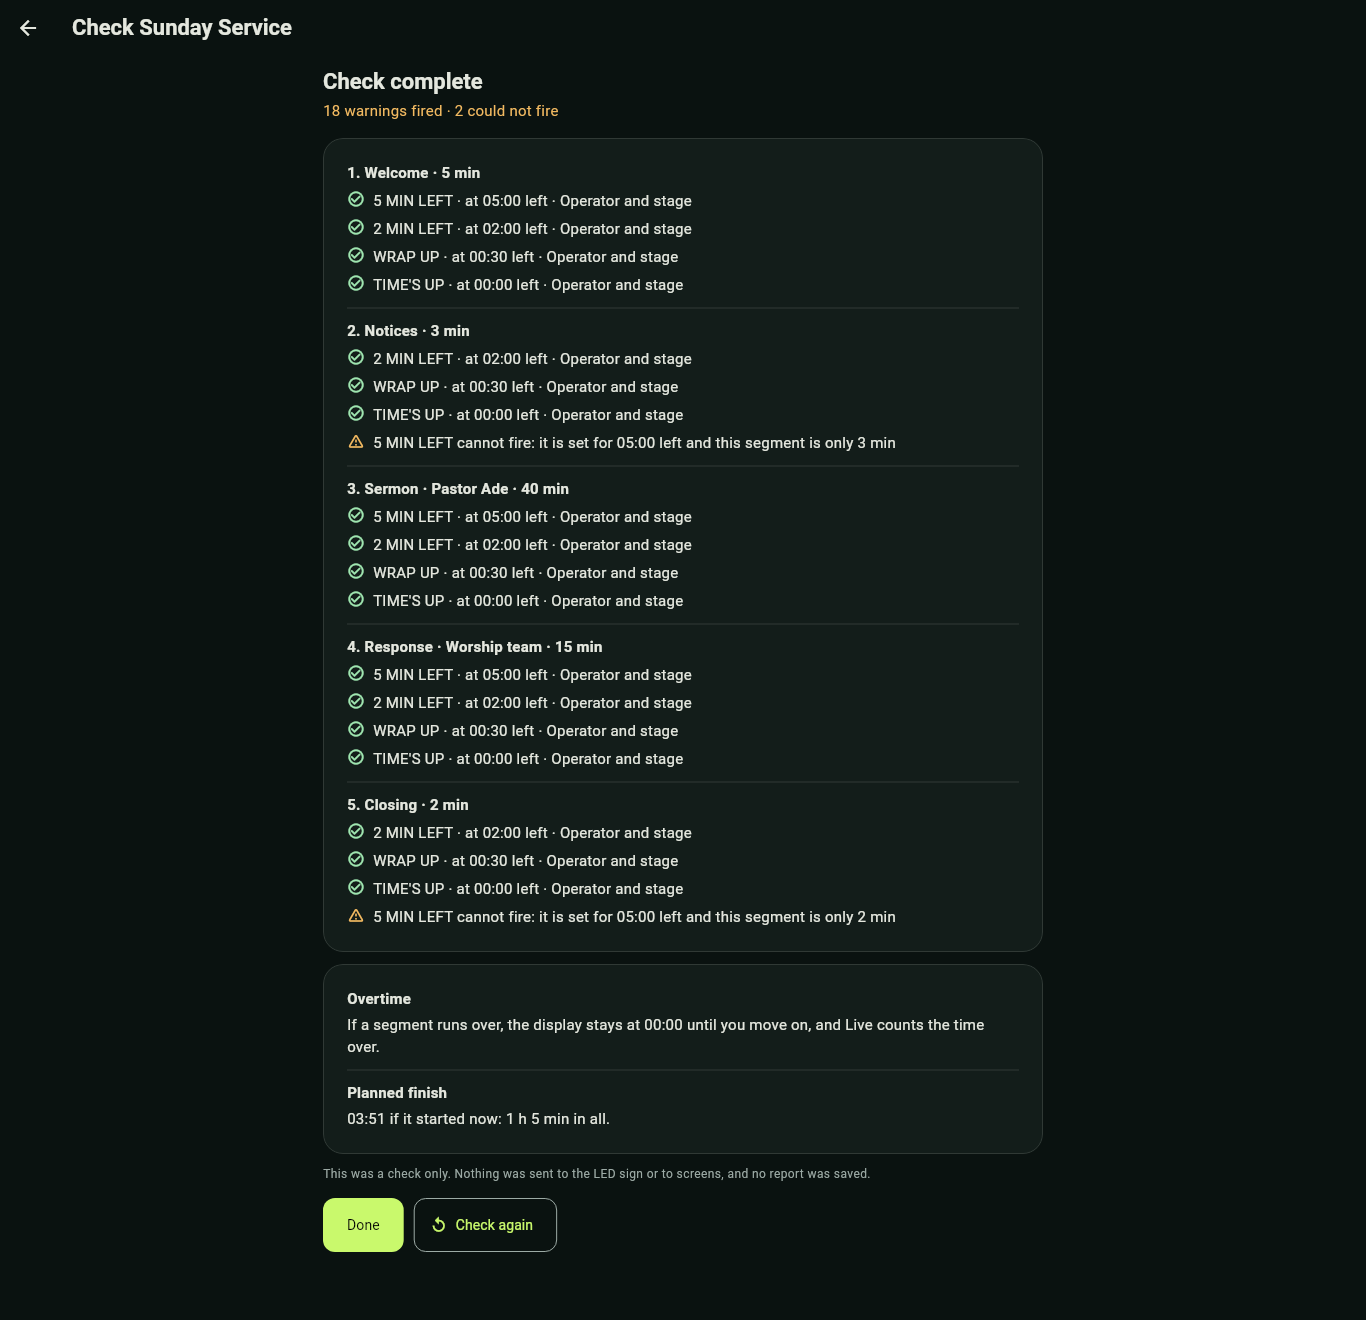 Check Sunday Service
Check complete
18 warnings fired · 2 could not fire
1. Welcome · 5 min
5 MIN LEFT · at 05:00 left · Operator and stage
2 MIN LEFT · at 02:00 left · Operator and stage
WRAP UP · at 00:30 left · Operator and stage
TIME'S UP · at 00:00 left · Operator and stage
2. Notices · 3 min
2 MIN LEFT · at 02:00 left · Operator and stage
WRAP UP · at 00:30 left · Operator and stage
TIME'S UP · at 00:00 left · Operator and stage
5 MIN LEFT cannot fire: it is set for 05:00 left and this segment is only 3 min
3. Sermon · Pastor Ade · 40 min
5 MIN LEFT · at 05:00 left · Operator and stage
2 MIN LEFT · at 02:00 left · Operator and stage
WRAP UP · at 00:30 left · Operator and stage
TIME'S UP · at 00:00 left · Operator and stage
4. Response · Worship team · 15 min
5 MIN LEFT · at 05:00 left · Operator and stage
2 MIN LEFT · at 02:00 left · Operator and stage
WRAP UP · at 00:30 left · Operator and stage
TIME'S UP · at 00:00 left · Operator and stage
5. Closing · 2 min
2 MIN LEFT · at 02:00 left · Operator and stage
WRAP UP · at 00:30 left · Operator and stage
TIME'S UP · at 00:00 left · Operator and stage
5 MIN LEFT cannot fire: it is set for 05:00 left and this segment is only 2 min
Overtime
If a segment runs over, the display stays at 00:00 until you move on, and Live counts the time
over.
Planned finish
03:51 if it started now: 1 h 5 min in all.
This was a check only. Nothing was sent to the LED sign or to screens, and no report was saved.
Done
Check again